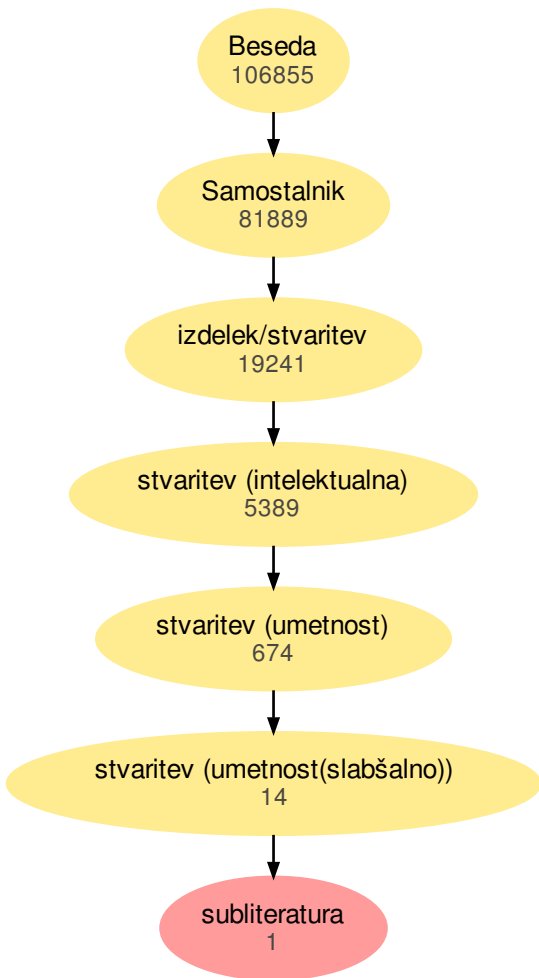 Beseda
106855
Samostalnik
81889
izdelek/stvaritev
19241
stvaritev (intelektualna)
5389
stvaritev (umetnost)
674
stvaritev (umetnost(slabšalno))
14
subliteratura
1